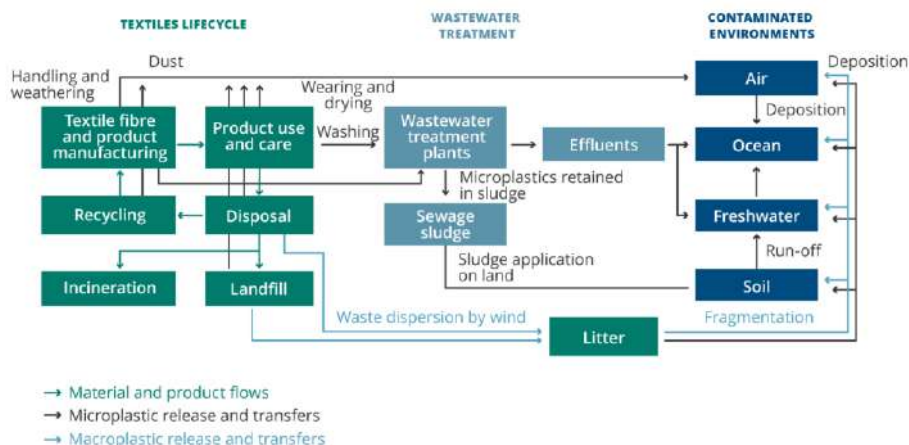 TEXTILES LIFECYCLE
WASTEWATER
TREATMENT
CONTAMINATED
ENVIRONMENTS
Handling and
weathering
Dust
Wearing and
drying
Deposition
Air
Deposition
Textile fibre
and product
manufacturing
Product use
and care
Washing
Wastewater
treatment
plants
Effluents
Ocean
Microplastics retained
in sludge
Recycling
Disposal
Sewage
sludge
Freshwater
Sludge application
on land
Run-off
Incineration
Landfill
Soil
Waste dispersion by wind
Litter
Fragmentation
Material and product flows
Microplastic release and transfers
Macroplastic release and transfers